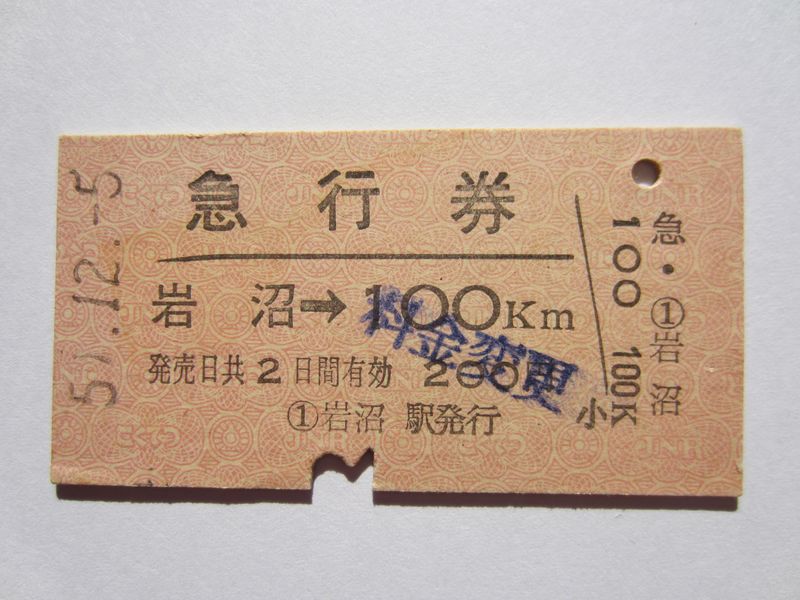 51.12.-5
急行券
岩沼→100Km
発売日共2日間有効 200円
料金変更
①岩沼 駅発行
小
100
100K
急・①岩沼